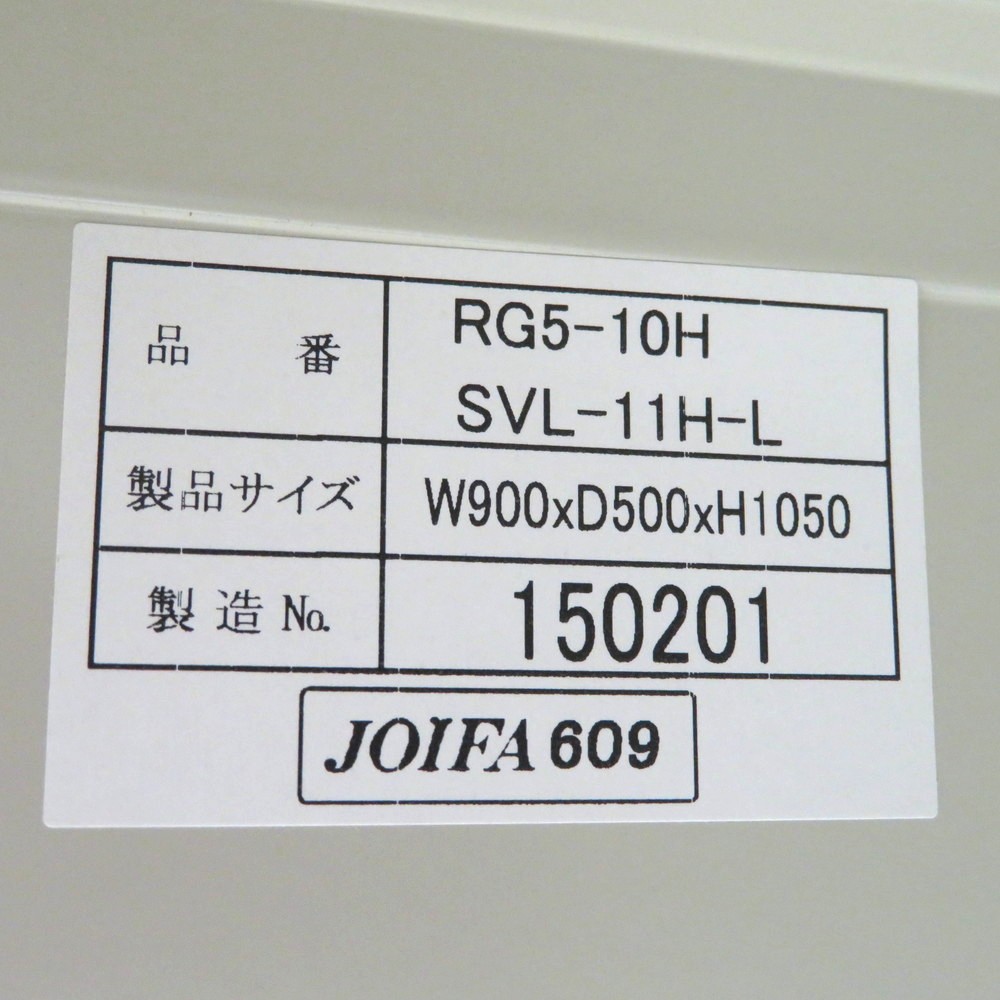 品 番 RG5-10H
SVL-11H-L
製品サイズ W900xD500xH1050
製造 No. 150201
JOIFA 609